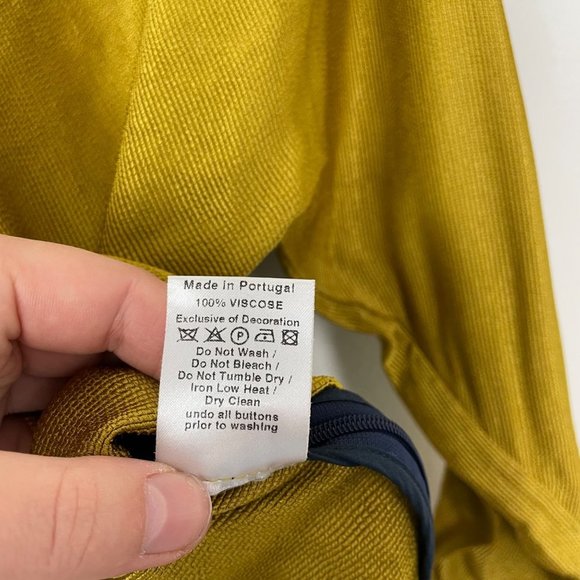 Made in Portugal
100% VISCOSE
Exclusive of Decoration
P
Do Not Wash /
Do Not Bleach /
Do Not Tumble Dry /
Iron Low Heat /
Dry Clean
undo all buttons
prior to washing